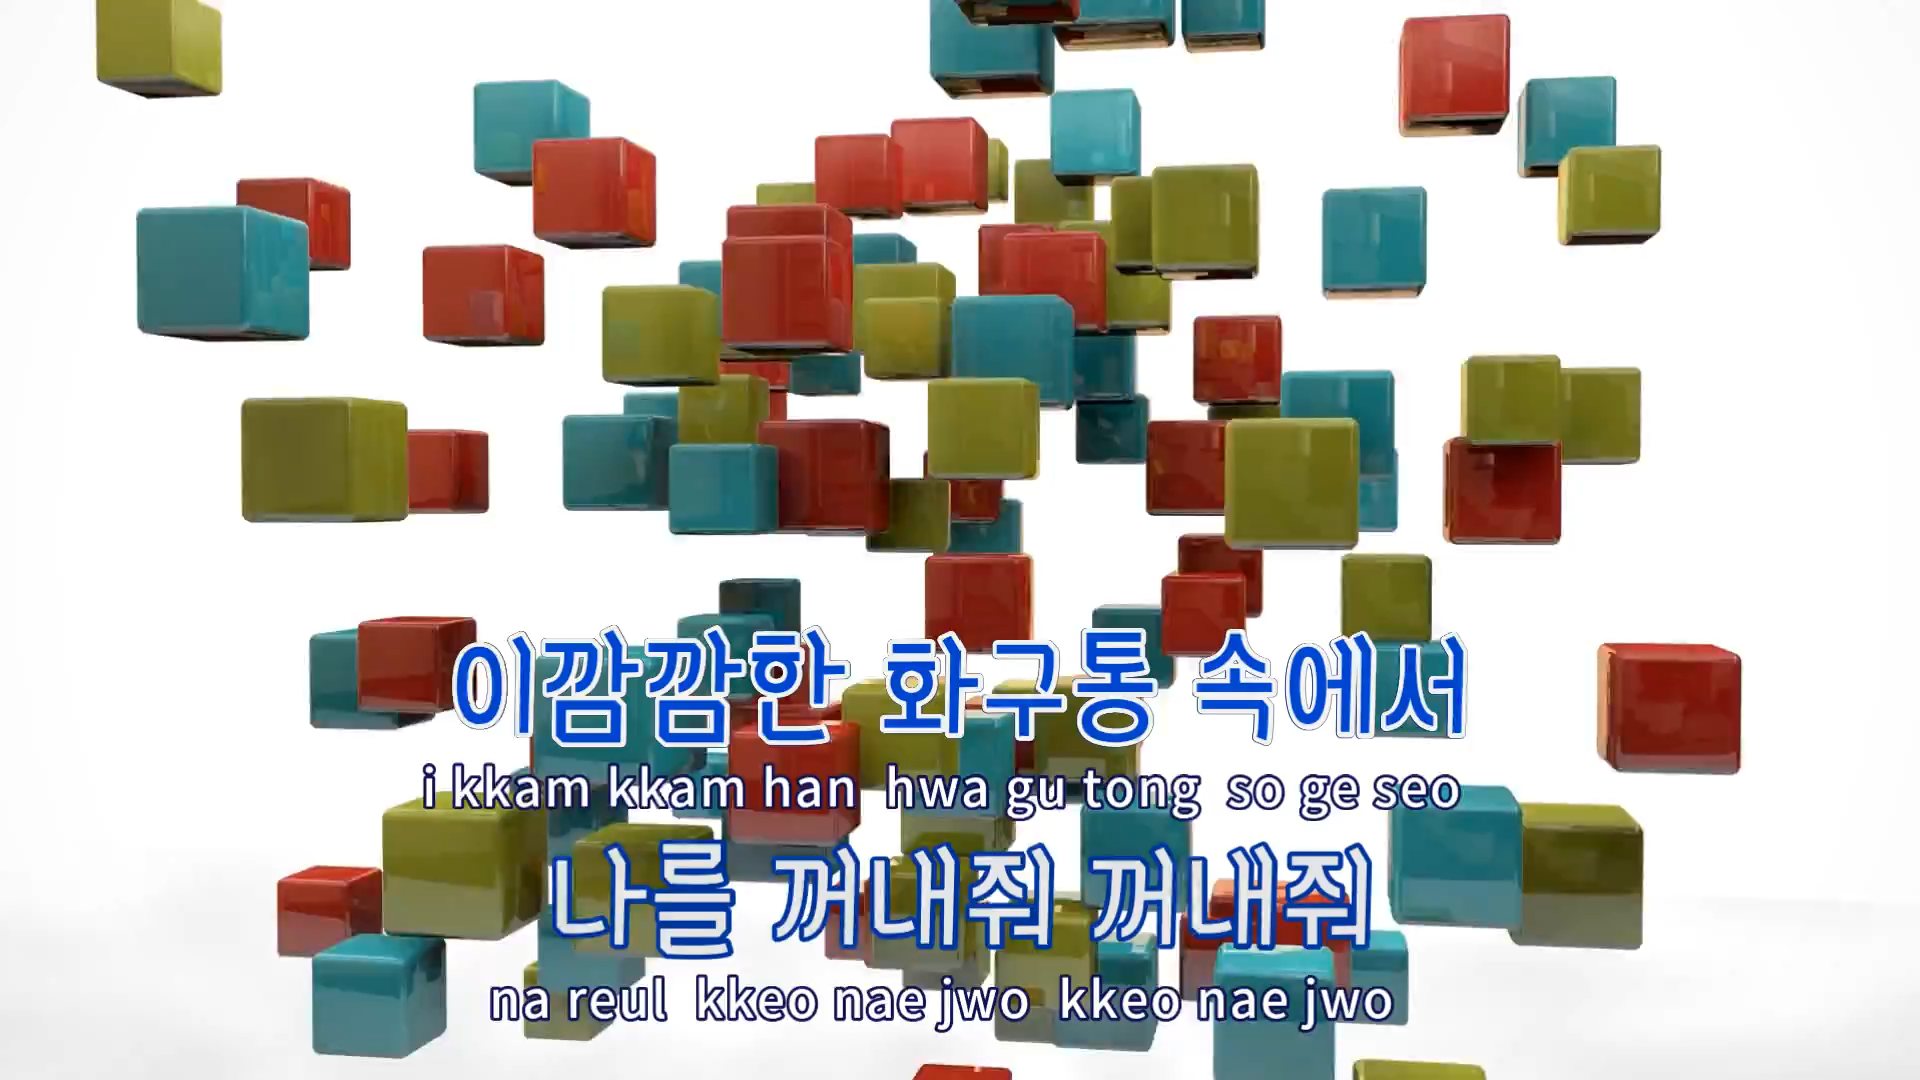 이깜깜한 화구통 속에서
i kkam kkam han hwa gu tong so ge seo
나를 꺼내줘 꺼내줘
na reul kkeo nae jwo kkeo nae jwo